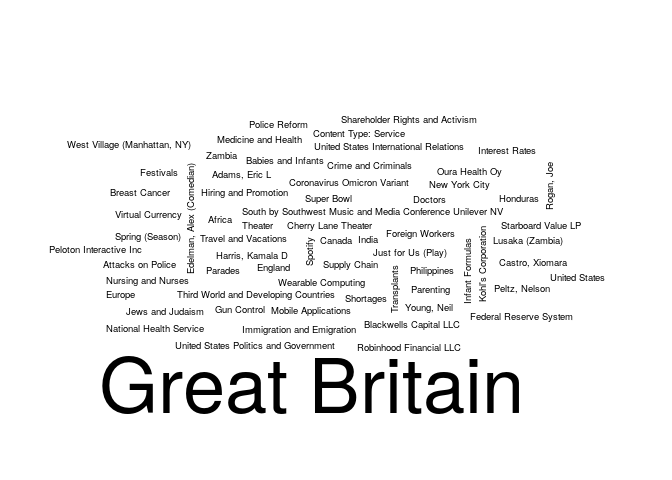 Shareholder Rights and Activism
Police Reform
Content Type: Service
Medicine and Health
West Village (Manhattan, NY)
United States International Relations
Interest Rates
Zambia
Babies and Infants
Crime and Criminals
Festivals
Adams, Eric L
Oura Health Oy
Coronavirus Omicron Variant
New York City
Rogan, Joe
Breast Cancer
Hiring and Promotion
Super Bowl
Doctors
Honduras
Edelman, Alex (Comedian)
Virtual Currency
Africa
South by Southwest Music and Media Conference
Unilever NV
Theater
Cherry Lane Theater
Starboard Value LP
Spring (Season)
Travel and Vacations
Spotify
Canada
India
Foreign Workers
Lusaka (Zambia)
Peloton Interactive Inc
Harris, Kamala D
Just for Us (Play)
Infant Formulas
Kohl's Corporation
Attacks on Police
Parades
England
Supply Chain
Philippines
Castro, Xiomara
Nursing and Nurses
Wearable Computing
Transplants
United States
Europe
Third World and Developing Countries
Shortages
Parenting
Peltz, Nelson
Jews and Judaism
Gun Control
Mobile Applications
Young, Neil
Federal Reserve System
National Health Service
Immigration and Emigration
Blackwells Capital LLC
United States Politics and Government
Robinhood Financial LLC
Great Britain